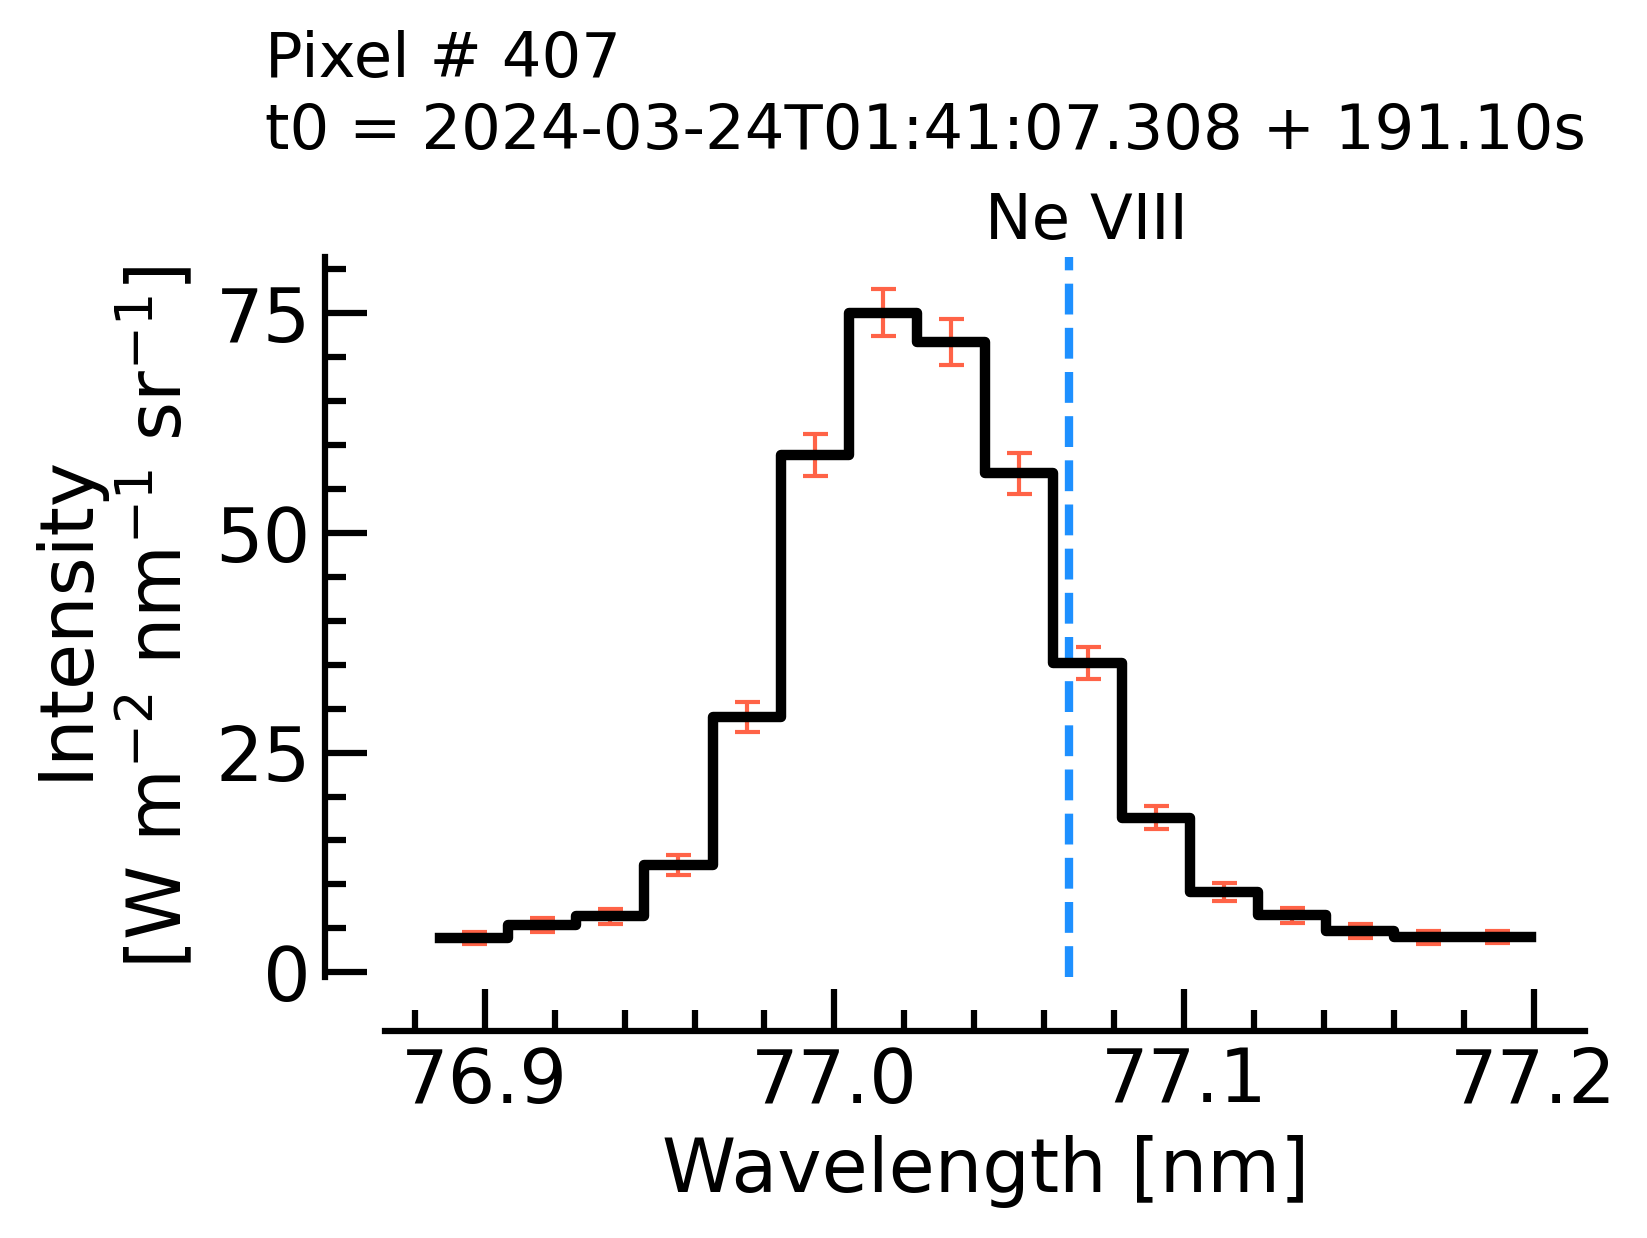 Pixel # 407
t0 = 2024-03-24T01:41:07.308 + 191.10s
Ne VIII
Intensity
[W m⁻² nm⁻¹ sr⁻¹]
75
50
25
0
76.9 77.0 77.1 77.2
Wavelength [nm]